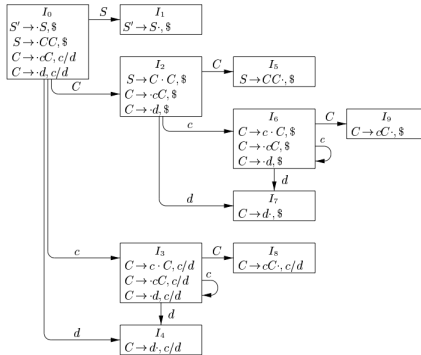 I₀
S′ → ·S, $
S → ·CC, $
C → ·cC, c/d
C → ·d, c/d
S
I₁
S′ → S·, $
C
I₂
S → C · C, $
C → ·cC, $
C → ·d, $
C
I₅
S → CC·, $
c
I₆
C → c · C, $
C → ·cC, $
C → ·d, $
C
I₉
C → cC·, $
c
d
d
I₇
C → d·, $
c
I₃
C → c · C, c/d
C → ·cC, c/d
C → ·d, c/d
C
I₈
C → cC·, c/d
c
d
d
I₄
C → d·, c/d